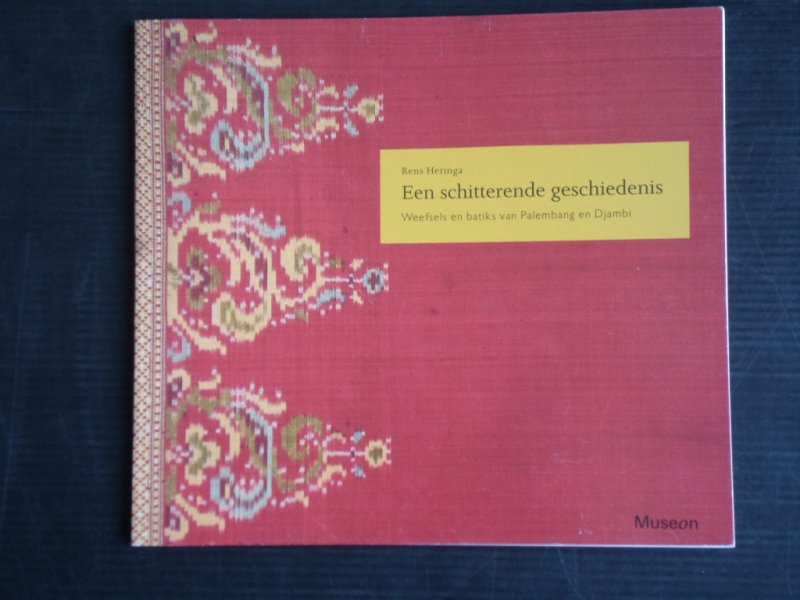 Rens Heringa
Een schitterende geschiedenis
Weefsels en batiks van Palembang en Djambi
Museon